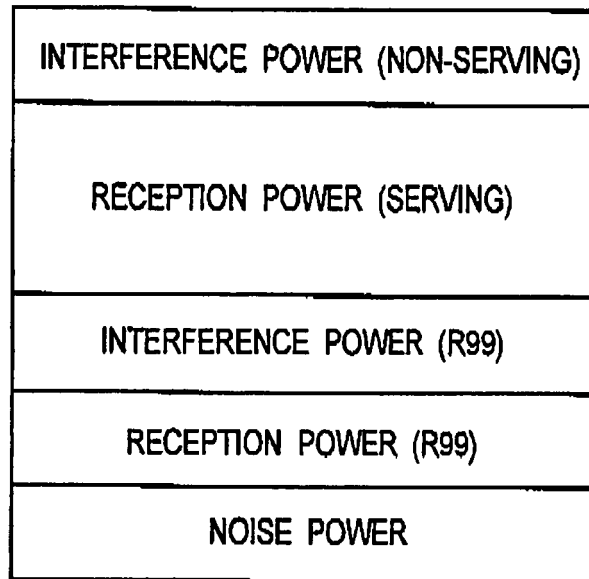 INTERFERENCE POWER (NON-SERVING)
RECEPTION POWER (SERVING)
INTERFERENCE POWER (R99)
RECEPTION POWER (R99)
NOISE POWER